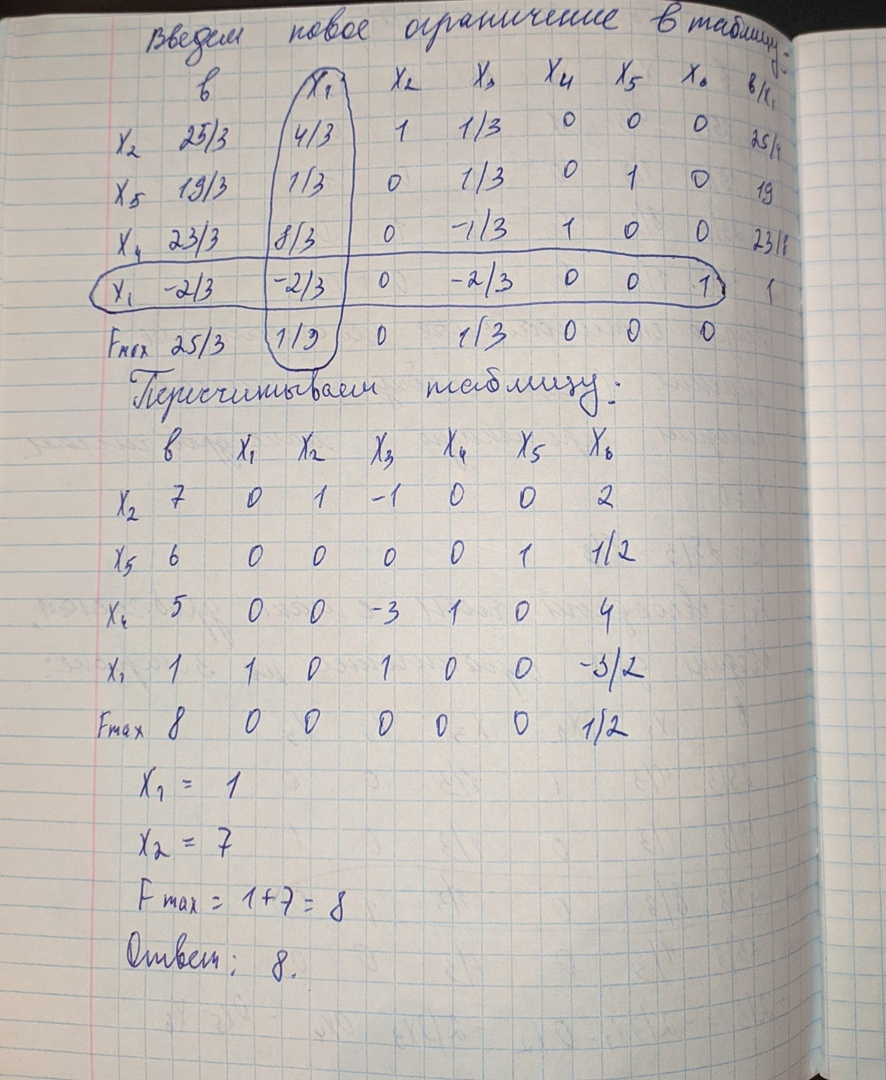 Введем новое ограничение в таблицу:
в X1 X2 X3 X4 X5 X6 в/x1
X2 25/3 4/3 1 1/3 0 0 0 25/4
X5 19/3 1/3 0 1/3 0 1 0 19
X4 23/3 8/3 0 -1/3 1 0 0 23/8
X1 -2/3 -2/3 0 -2/3 0 0 1 1
Fmax 25/3 1/3 0 1/3 0 0 0
Пересчитываем таблицу:
в X1 X2 X3 X4 X5 X6
X2 7 0 1 -1 0 0 2
X5 6 0 0 0 0 1 1/2
X4 5 0 0 -3 1 0 4
X1 1 1 0 1 0 0 -3/2
Fmax 8 0 0 0 0 0 1/2
X1 = 1
X2 = 7
Fmax = 1+7 = 8
Ответ: 8.